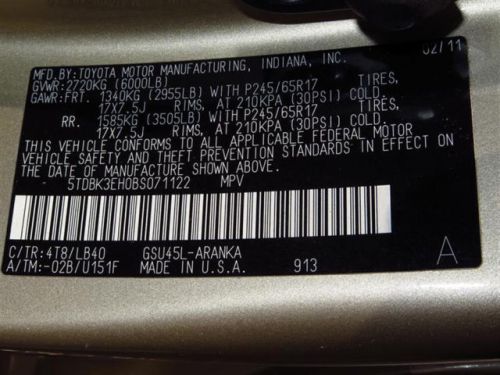 MFD.BY:TOYOTA MOTOR MANUFACTURING, INDIANA, INC. 02/11
GVWR:2720KG (6000LB)
GAWR:FRT. 1340KG (2955LB) WITH P245/65R17 TIRES,
17X7.5J RIMS, AT 210KPA (30PSI) COLD.
RR. 1585KG (3505LB) WITH P245/65R17 TIRES,
17X7.5J RIMS, AT 210KPA (30PSI) COLD.
THIS VEHICLE CONFORMS TO ALL APPLICABLE FEDERAL MOTOR
VEHICLE SAFETY AND THEFT PREVENTION STANDARDS IN EFFECT ON
THE DATE OF MANUFACTURE SHOWN ABOVE.
5TDBK3EH0BS071122 MPV
C/TR:4T8/LB40 GSU45L-ARANKA
A/TM:-02B/U151F MADE IN U.S.A. 913 A